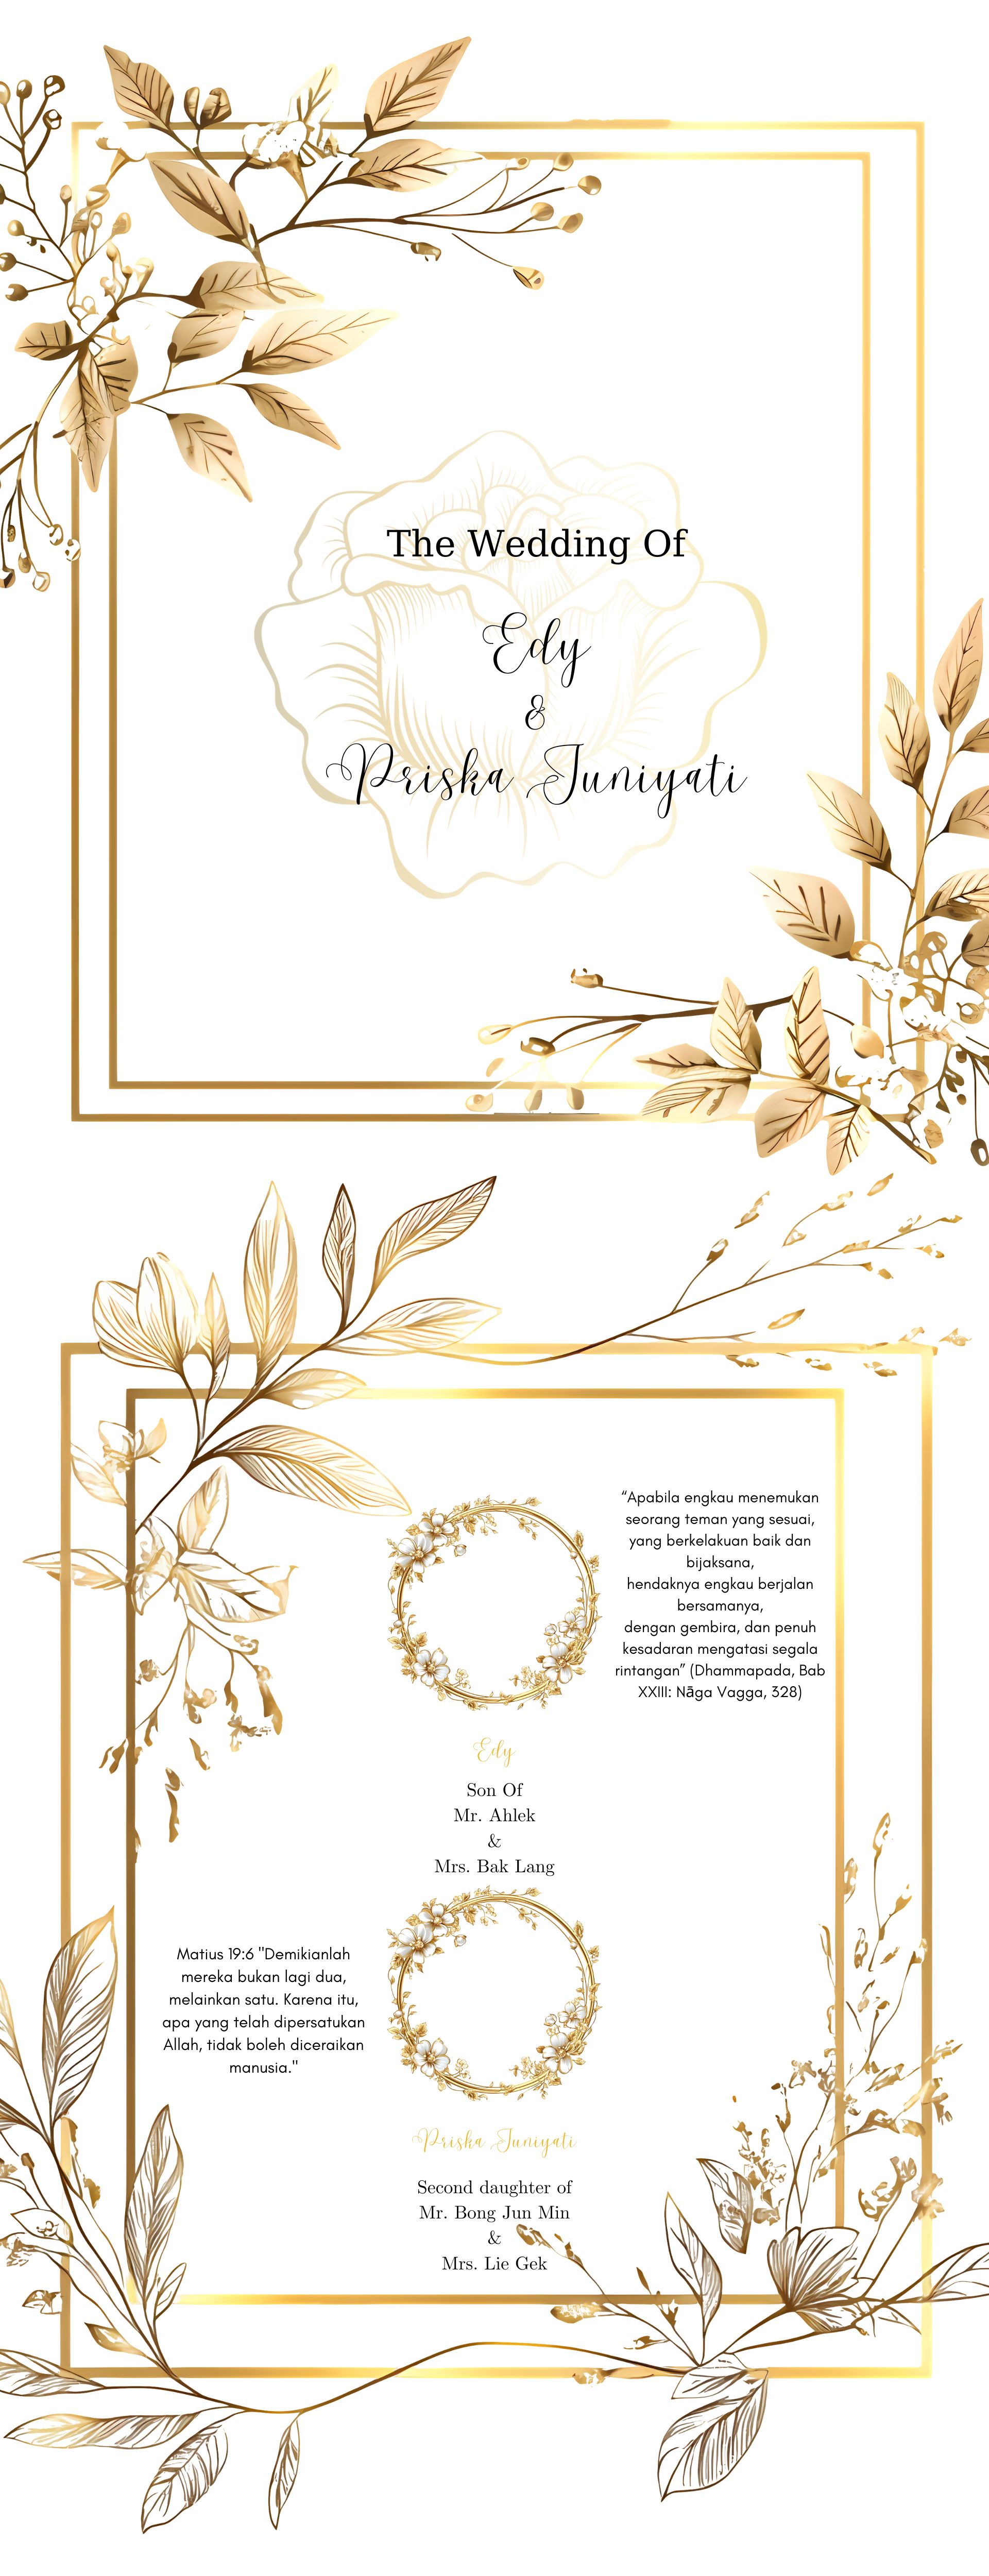 The Wedding Of
Edy
&
Priska Juniyati
“Apabila engkau menemukan
seorang teman yang sesuai,
yang berkelakuan baik dan
bijaksana,
hendaknya engkau berjalan
bersamanya,
dengan gembira, dan penuh
kesadaran mengatasi segala
rintangan” (Dhammapada, Bab
XXIII: Nāga Vagga, 328)
Edy
Son Of
Mr. Ahlek
&
Mrs. Bak Lang
Matius 19:6 "Demikianlah
mereka bukan lagi dua,
melainkan satu. Karena itu,
apa yang telah dipersatukan
Allah, tidak boleh diceraikan
manusia."
Priska Juniyati
Second daughter of
Mr. Bong Jun Min
&
Mrs. Lie Gek